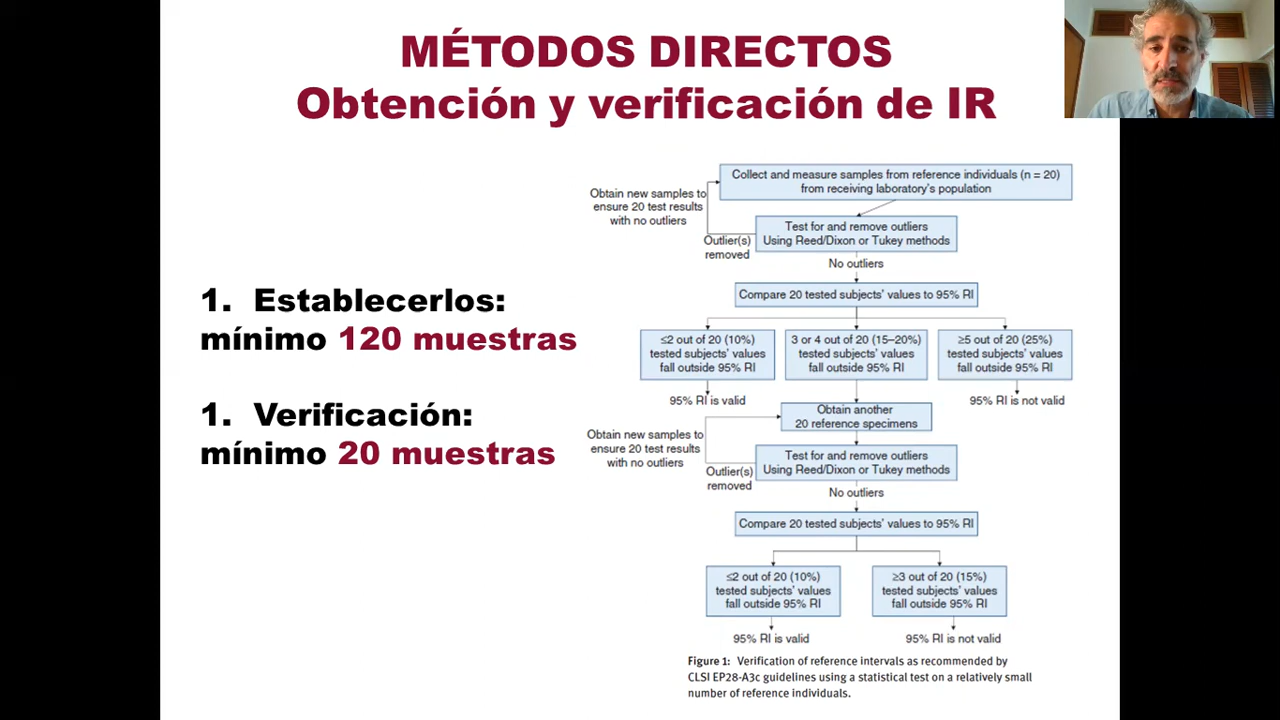 MÉTODOS DIRECTOS
Obtención y verificación de IR
1. Establecerlos:
mínimo 120 muestras
1. Verificación:
mínimo 20 muestras
Collect and measure samples from reference individuals (n = 20)
from receiving laboratory's population
Obtain new samples to
ensure 20 test results
with no outliers
Test for and remove outliers
Using Reed/Dixon or Tukey methods
Outlier(s)
removed
No outliers
Compare 20 tested subjects' values to 95% RI
≤2 out of 20 (10%)
tested subjects' values
fall outside 95% RI
3 or 4 out of 20 (15–20%)
tested subjects' values
fall outside 95% RI
≥5 out of 20 (25%)
tested subjects' values
fall outside 95% RI
95% RI is valid
95% RI is not valid
Obtain another
20 reference specimens
Obtain new samples to
ensure 20 test results
with no outliers
Test for and remove outliers
Using Reed/Dixon or Tukey methods
Outlier(s)
removed
No outliers
Compare 20 tested subjects' values to 95% RI
≤2 out of 20 (10%)
tested subjects' values
fall outside 95% RI
≥3 out of 20 (15%)
tested subjects' values
fall outside 95% RI
95% RI is valid
95% RI is not valid
Figure 1: Verification of reference intervals as recommended by
CLSI EP28-A3c guidelines using a statistical test on a relatively small
number of reference individuals.